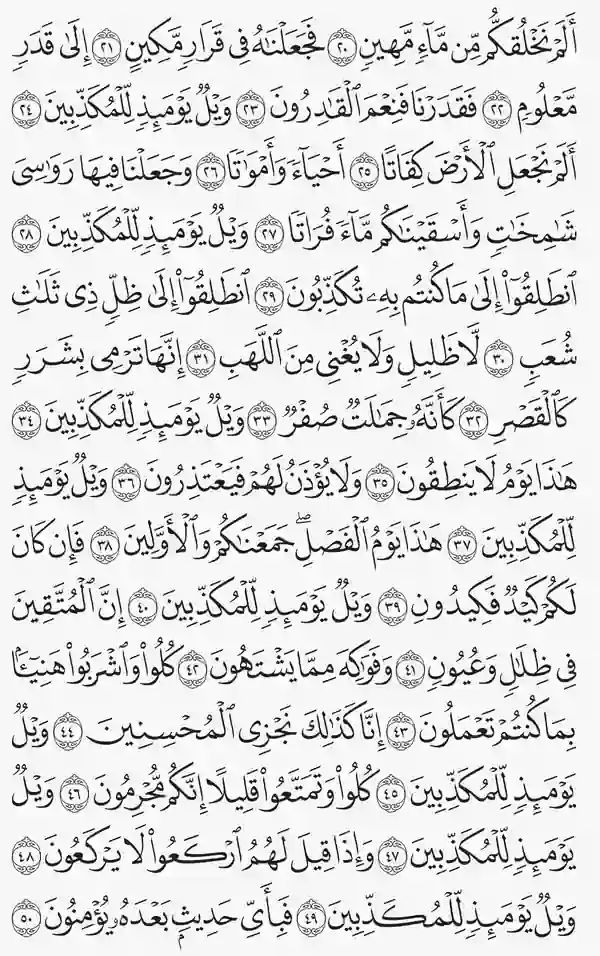 أَلَمْ نَخْلُقكُّم مِّن مَّآءٍ مَّهِينٍ ٢٠ فَجَعَلْنَٰهُ فِى قَرَارٍ مَّكِينٍ ٢١ إِلَىٰ قَدَرٍ
مَّعْلُومٍ ٢٢ فَقَدَرْنَا فَنِعْمَ ٱلْقَٰدِرُونَ ٢٣ وَيْلٌ يَوْمَئِذٍ لِّلْمُكَذِّبِينَ ٢٤
أَلَمْ نَجْعَلِ ٱلْأَرْضَ كِفَاتًا ٢٥ أَحْيَآءً وَأَمْوَٰتًا ٢٦ وَجَعَلْنَا فِيهَا رَوَٰسِىَ
شَٰمِخَٰتٍ وَأَسْقَيْنَٰكُم مَّآءً فُرَاتًا ٢٧ وَيْلٌ يَوْمَئِذٍ لِّلْمُكَذِّبِينَ ٢٨
ٱنطَلِقُوٓا۟ إِلَىٰ مَا كُنتُم بِهِۦ تُكَذِّبُونَ ٢٩ ٱنطَلِقُوٓا۟ إِلَىٰ ظِلٍّ ذِى ثَلَٰثِ
شُعَبٍ ٣٠ لَّا ظَلِيلٍ وَلَا يُغْنِى مِنَ ٱللَّهَبِ ٣١ إِنَّهَا تَرْمِى بِشَرَرٍ
كَٱلْقَصْرِ ٣٢ كَأَنَّهُۥ جِمَٰلَتٌ صُفْرٌ ٣٣ وَيْلٌ يَوْمَئِذٍ لِّلْمُكَذِّبِينَ ٣٤
هَٰذَا يَوْمُ لَا يَنطِقُونَ ٣٥ وَلَا يُؤْذَنُ لَهُمْ فَيَعْتَذِرُونَ ٣٦ وَيْلٌ يَوْمَئِذٍ
لِّلْمُكَذِّبِينَ ٣٧ هَٰذَا يَوْمُ ٱلْفَصْلِ ۖ جَمَعْنَٰكُمْ وَٱلْأَوَّلِينَ ٣٨ فَإِن كَانَ
لَكُمْ كَيْدٌ فَكِيدُونِ ٣٩ وَيْلٌ يَوْمَئِذٍ لِّلْمُكَذِّبِينَ ٤٠ إِنَّ ٱلْمُتَّقِينَ
فِى ظِلَٰلٍ وَعُيُونٍ ٤١ وَفَوَٰكِهَ مِمَّا يَشْتَهُونَ ٤٢ كُلُوا۟ وَٱشْرَبُوا۟ هَنِيٓـًٔۢا
بِمَا كُنتُمْ تَعْمَلُونَ ٤٣ إِنَّا كَذَٰلِكَ نَجْزِى ٱلْمُحْسِنِينَ ٤٤ وَيْلٌ
يَوْمَئِذٍ لِّلْمُكَذِّبِينَ ٤٥ كُلُوا۟ وَتَمَتَّعُوا۟ قَلِيلًا إِنَّكُم مُّجْرِمُونَ ٤٦ وَيْلٌ
يَوْمَئِذٍ لِّلْمُكَذِّبِينَ ٤٧ وَإِذَا قِيلَ لَهُمُ ٱرْكَعُوا۟ لَا يَرْكَعُونَ ٤٨
وَيْلٌ يَوْمَئِذٍ لِّلْمُكَذِّبِينَ ٤٩ فَبِأَىِّ حَدِيثٍۭ بَعْدَهُۥ يُؤْمِنُونَ ٥٠